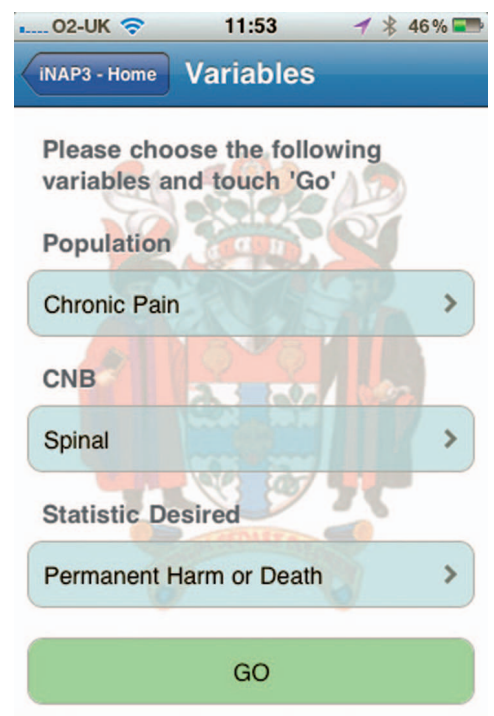 ..... O2-UK 11:53 46%
iNAP3 - Home Variables
Please choose the following
variables and touch 'Go'
Population
Chronic Pain
CNB
Spinal
Statistic Desired
Permanent Harm or Death
GO